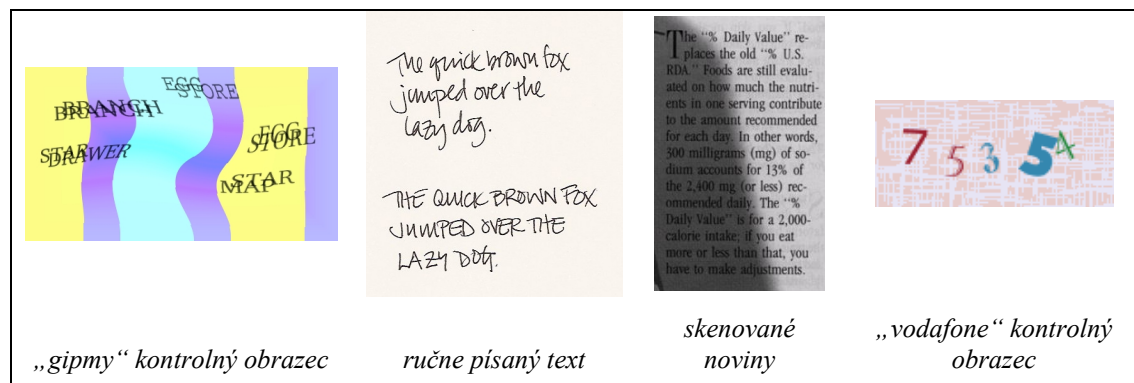 BRANCH
BRANCH
EGG
STORE
STAR
DRAWER
EGG
STORE
STAR
MAP
The quick brown fox
jumped over the
lazy dog.
THE QUICK BROWN FOX
JUMPED OVER THE
LAZY DOG.
The "% Daily Value" re-
places the old "% U.S.
RDA." Foods are still evalu-
ated on how much the nutri-
ents in one serving contribute
to the amount recommended
for each day. In other words,
300 milligrams (mg) of so-
dium accounts for 13% of
the 2,400 mg (or less) rec-
ommended daily. The "%
Daily Value" is for a 2,000-
calorie intake; if you eat
more or less than that, you
have to make adjustments.
7 5 3 5 4
„gipmy“ kontrolný obrazec
ručne písaný text
skenované
noviny
„vodafone“ kontrolný
obrazec